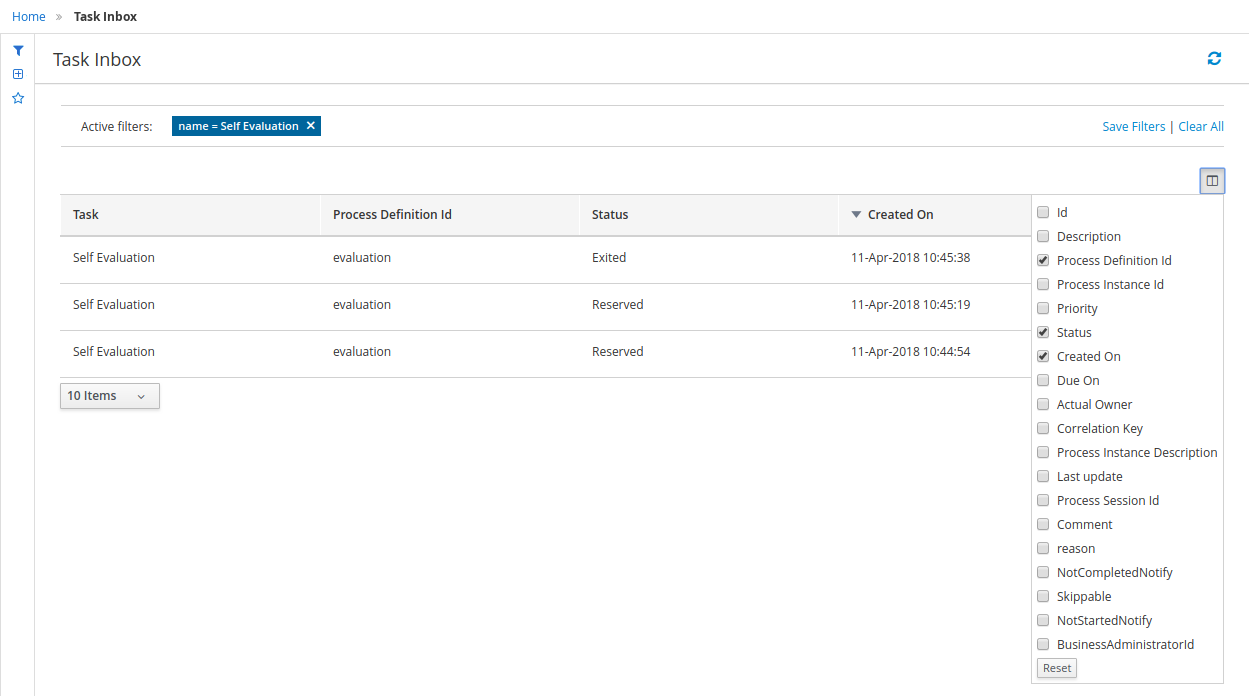 Home » Task Inbox
Task Inbox
Active filters: name = Self Evaluation ✕ Save Filters | Clear All
Task Process Definition Id Status Created On
Self Evaluation evaluation Exited 11-Apr-2018 10:45:38
Self Evaluation evaluation Reserved 11-Apr-2018 10:45:19
Self Evaluation evaluation Reserved 11-Apr-2018 10:44:54
10 Items
Id
Description
Process Definition Id
Process Instance Id
Priority
Status
Created On
Due On
Actual Owner
Correlation Key
Process Instance Description
Last update
Process Session Id
Comment
reason
NotCompletedNotify
Skippable
NotStartedNotify
BusinessAdministratorId
Reset